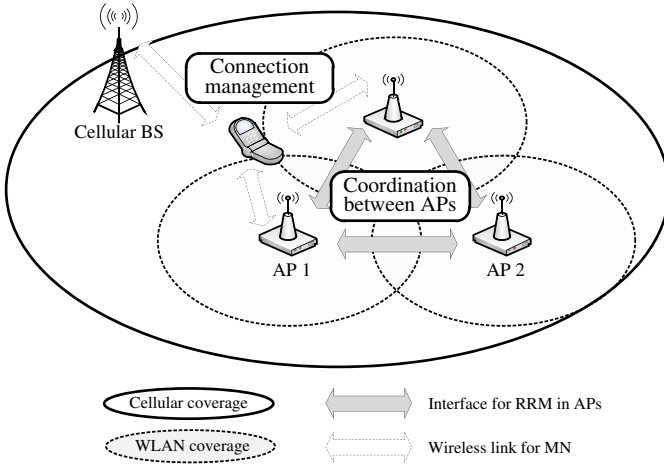 Connection
management
Cellular BS
Coordination
between APs
AP 1
AP 2
Cellular coverage
Interface for RRM in APs
WLAN coverage
Wireless link for MN